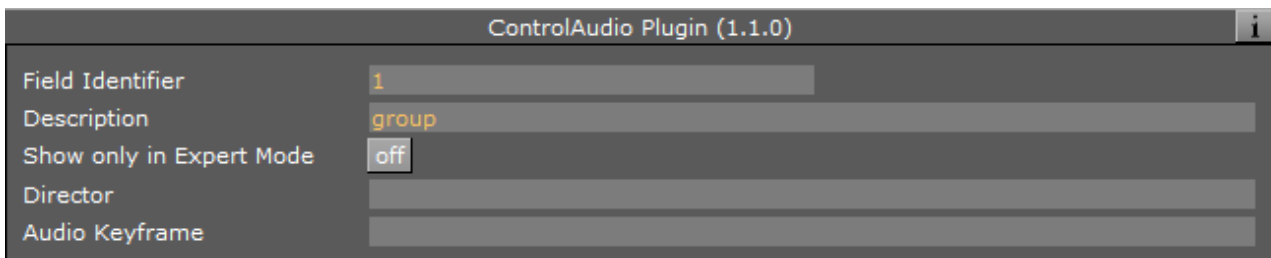 ControlAudio Plugin (1.1.0) i
Field Identifier 1
Description group
Show only in Expert Mode off
Director
Audio Keyframe